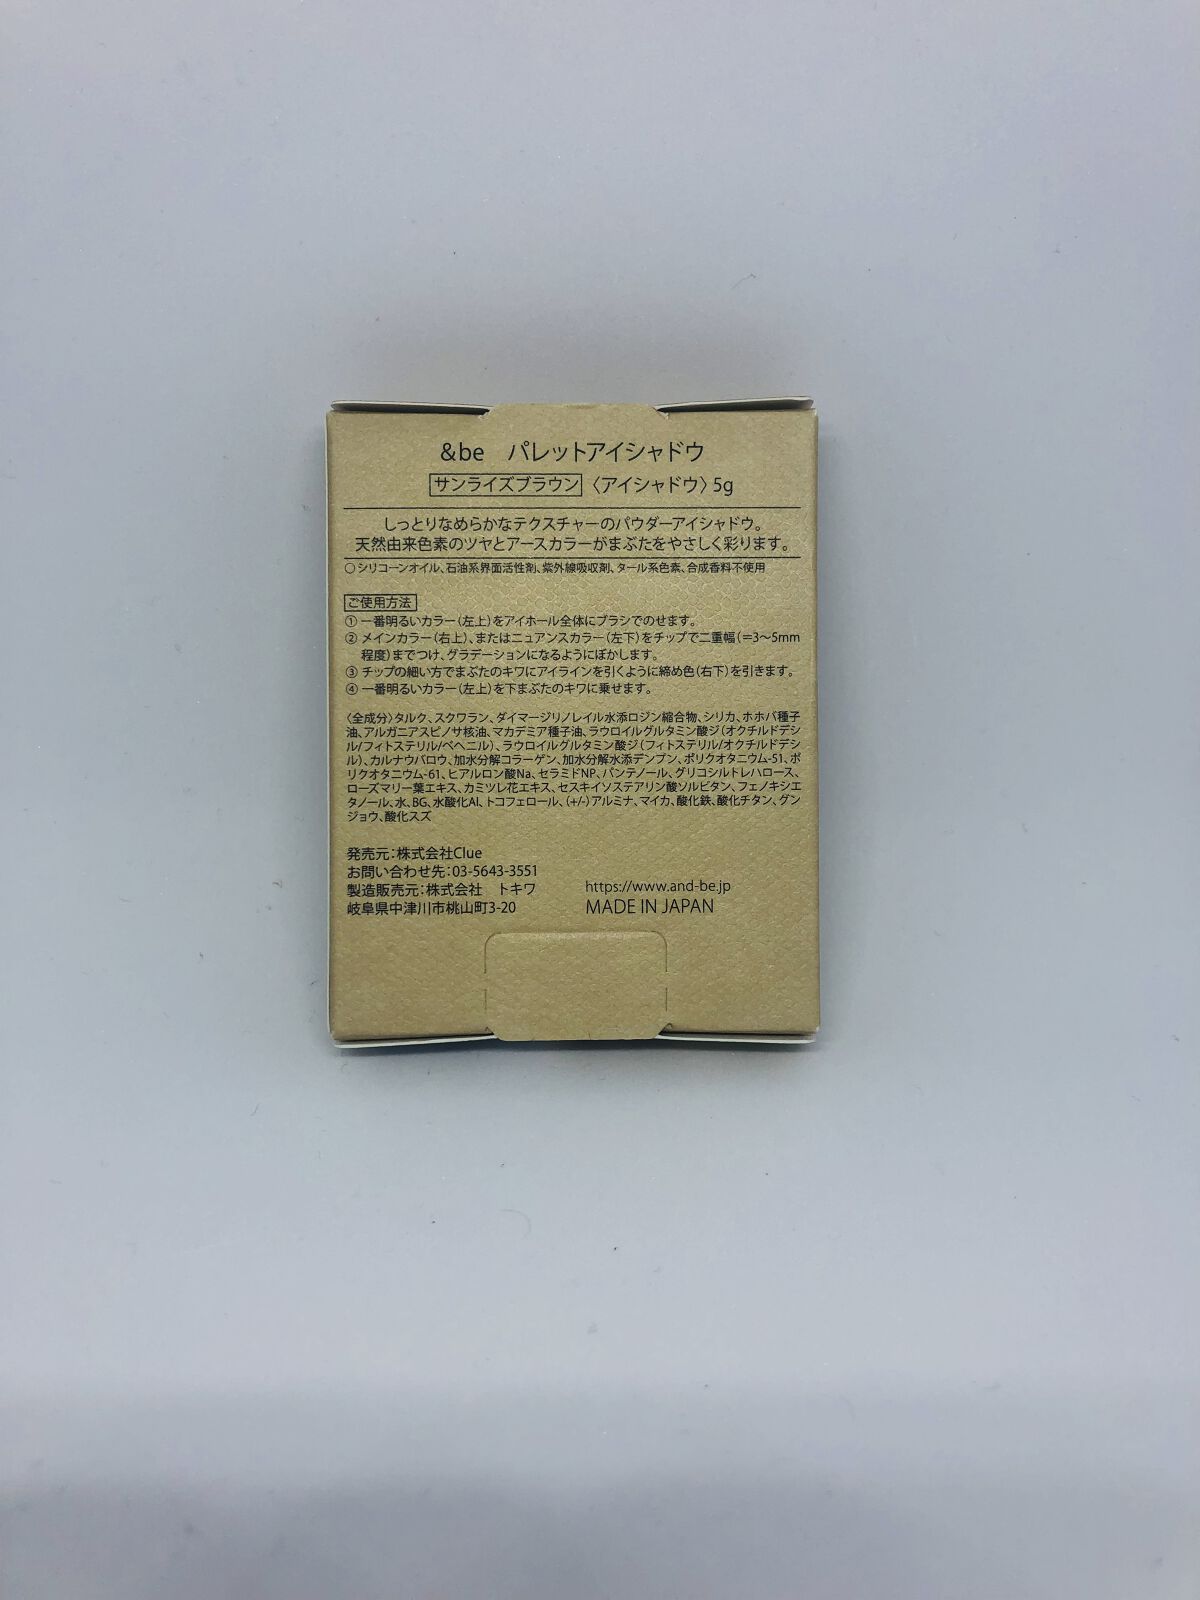 &be　パレットアイシャドウ
サンライズブラウン 〈アイシャドウ〉5g
しっとりなめらかなテクスチャーのパウダーアイシャドウ。
天然由来色素のツヤとアースカラーがまぶたをやさしく彩ります。
○シリコーンオイル、石油系界面活性剤、紫外線吸収剤、タール系色素、合成香料不使用
ご使用方法
① 一番明るいカラー(左上)をアイホール全体にブラシでのせます。
② メインカラー(右上)、またはニュアンスカラー(左下)をチップで二重幅(=3〜5mm
程度)までつけ、グラデーションになるようにぼかします。
③ チップの細い方でまぶたのキワにアイラインを引くように締め色(右下)を引きます。
④ 一番明るいカラー(左上)を下まぶたのキワに乗せます。
〈全成分〉タルク、スクワラン、ダイマージリノレイル水添ロジン縮合物、シリカ、ホホバ種子
油、アルガニアスピノサ核油、マカデミア種子油、ラウロイルグルタミン酸ジ(オクチルドデシ
ル/フィトステリル/ベヘニル)、ラウロイルグルタミン酸ジ(フィトステリル/オクチルドデシ
ル)、カルナウバロウ、加水分解コラーゲン、加水分解水添デンプン、ポリクオタニウム-51、ポ
リクオタニウム-61、ヒアルロン酸Na、セラミドNP、パンテノール、グリコシルトレハロース、
ローズマリー葉エキス、カミツレ花エキス、セスキイソステアリン酸ソルビタン、フェノキシエ
タノール、水、BG、水酸化Al、トコフェロール、(+/-)アルミナ、マイカ、酸化鉄、酸化チタン、グン
ジョウ、酸化スズ
発売元:株式会社Clue
お問い合わせ先:03-5643-3551
製造販売元:株式会社　トキワ
岐阜県中津川市桃山町3-20
https://www.and-be.jp
MADE IN JAPAN